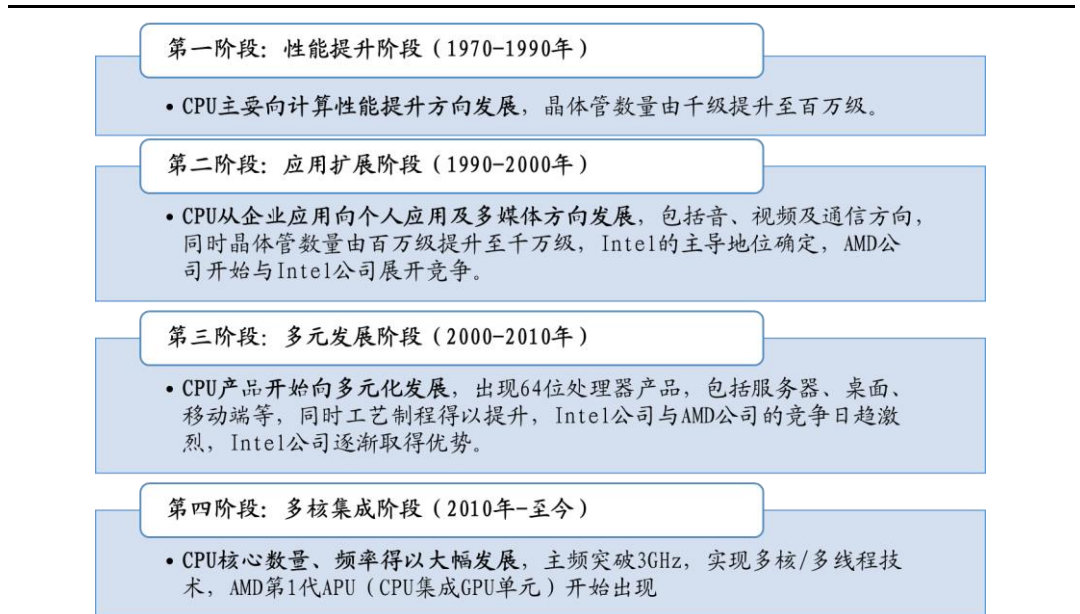 第一阶段：性能提升阶段（1970-1990年）
• CPU主要向计算性能提升方向发展，晶体管数量由千级提升至百万级。
第二阶段：应用扩展阶段（1990-2000年）
• CPU从企业应用向个人应用及多媒体方向发展，包括音、视频及通信方向，
同时晶体管数量由百万级提升至千万级，Intel的主导地位确定，AMD公
司开始与Intel公司展开竞争。
第三阶段：多元发展阶段（2000-2010年）
• CPU产品开始向多元化发展，出现64位处理器产品，包括服务器、桌面、
移动端等，同时工艺制程得以提升，Intel公司与AMD公司的竞争日趋激
烈，Intel公司逐渐取得优势。
第四阶段：多核集成阶段（2010年-至今）
• CPU核心数量、频率得以大幅发展，主频突破3GHz，实现多核/多线程技
术，AMD第1代APU（CPU集成GPU单元）开始出现